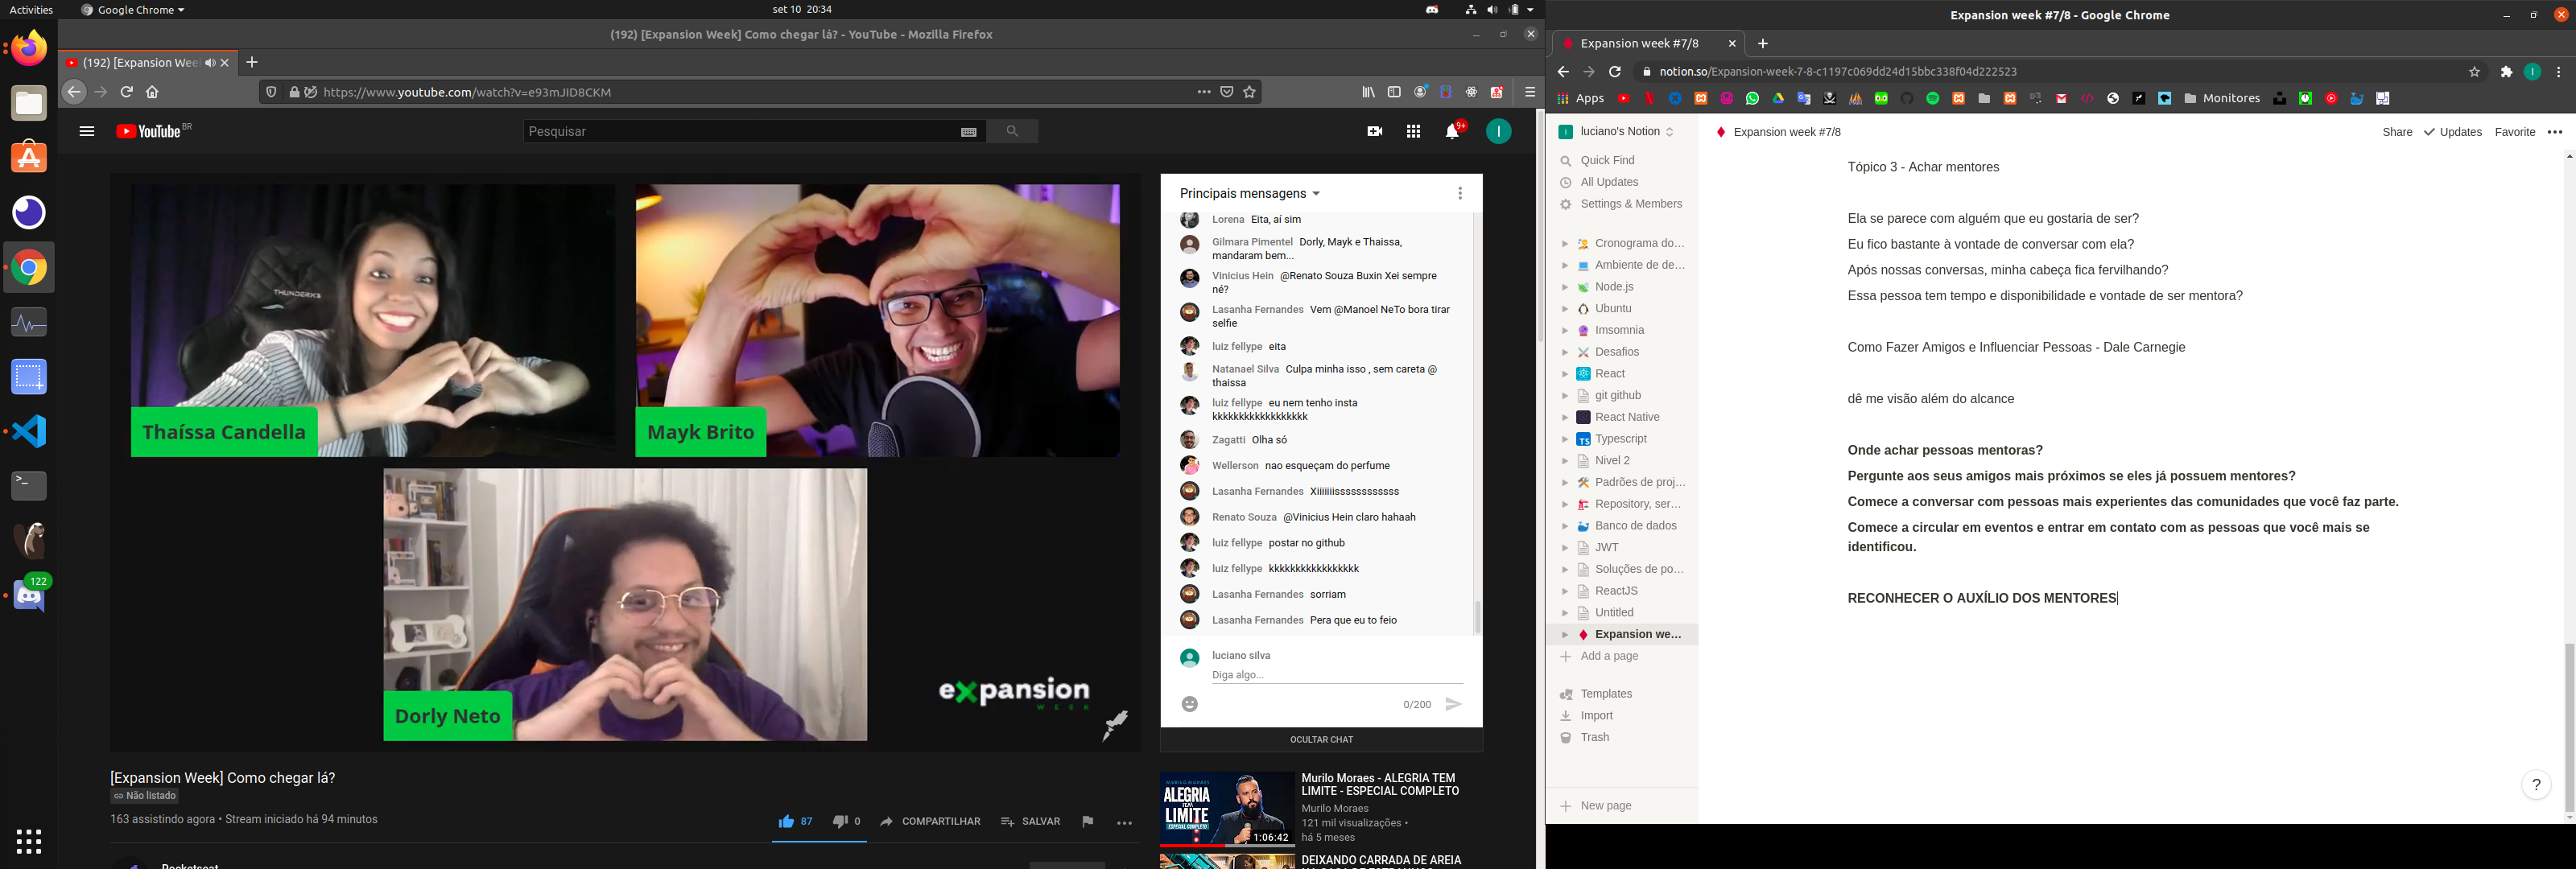 Activities
Google Chrome
set 10 20:34
(192) [Expansion Week] Como chegar lá? - YouTube - Mozilla Firefox
(192) [Expansion Wee
https://www.youtube.com/watch?v=e93mJID8CKM
YouTube BR
Pesquisar
9+
THUNDERX3
Thaíssa Candella
Mayk Brito
Dorly Neto
expansion
WEEK
122
Principais mensagens
Lorena Eita, aí sim
Gilmara Pimentel Dorly, Mayk e Thaissa,
mandaram bem...
Vinicius Hein @Renato Souza Buxin Xei sempre
né?
Lasanha Fernandes Vem @Manoel NeTo bora tirar
selfie
luiz fellype eita
Natanael Silva Culpa minha isso , sem careta @
thaissa
luiz fellype eu nem tenho insta
kkkkkkkkkkkkkkkkkk
Zagatti Olha só
Wellerson nao esqueçam do perfume
Lasanha Fernandes Xiiiiiiissssssssssss
Renato Souza @Vinicius Hein claro hahaah
luiz fellype postar no github
luiz fellype kkkkkkkkkkkkkkkkk
Lasanha Fernandes sorriam
Lasanha Fernandes Pera que eu to feio
luciano silva
Diga algo...
0/200
OCULTAR CHAT
[Expansion Week] Como chegar lá?
Não listado
163 assistindo agora • Stream iniciado há 94 minutos
87
0
COMPARTILHAR
SALVAR
Rocketseat
MURILO MORAES
ALEGRIA
TEM
LIMITE
ESPECIAL COMPLETO
1:06:42
Murilo Moraes - ALEGRIA TEM
LIMITE - ESPECIAL COMPLETO
Murilo Moraes
121 mil visualizações •
há 5 meses
DEIXANDO CARRADA DE AREIA
Expansion week #7/8 - Google Chrome
Expansion week #7/8
notion.so/Expansion-week-7-8-c1197c069dd24d15bbc338f04d222523
Apps
Monitores
luciano's Notion
Expansion week #7/8
Share
Updates
Favorite
Quick Find
All Updates
Settings & Members
Cronograma do...
Ambiente de de...
Node.js
Ubuntu
Imsomnia
Desafios
React
git github
React Native
Typescript
Nivel 2
Padrões de proj...
Repository, ser...
Banco de dados
JWT
Soluções de po...
ReactJS
Untitled
Expansion we...
Add a page
Templates
Import
Trash
New page
Tópico 3 - Achar mentores
Ela se parece com alguém que eu gostaria de ser?
Eu fico bastante à vontade de conversar com ela?
Após nossas conversas, minha cabeça fica fervilhando?
Essa pessoa tem tempo e disponibilidade e vontade de ser mentora?
Como Fazer Amigos e Influenciar Pessoas - Dale Carnegie
dê me visão além do alcance
Onde achar pessoas mentoras?
Pergunte aos seus amigos mais próximos se eles já possuem mentores?
Comece a conversar com pessoas mais experientes das comunidades que você faz parte.
Comece a circular em eventos e entrar em contato com as pessoas que você mais se
identificou.
RECONHECER O AUXÍLIO DOS MENTORES
?